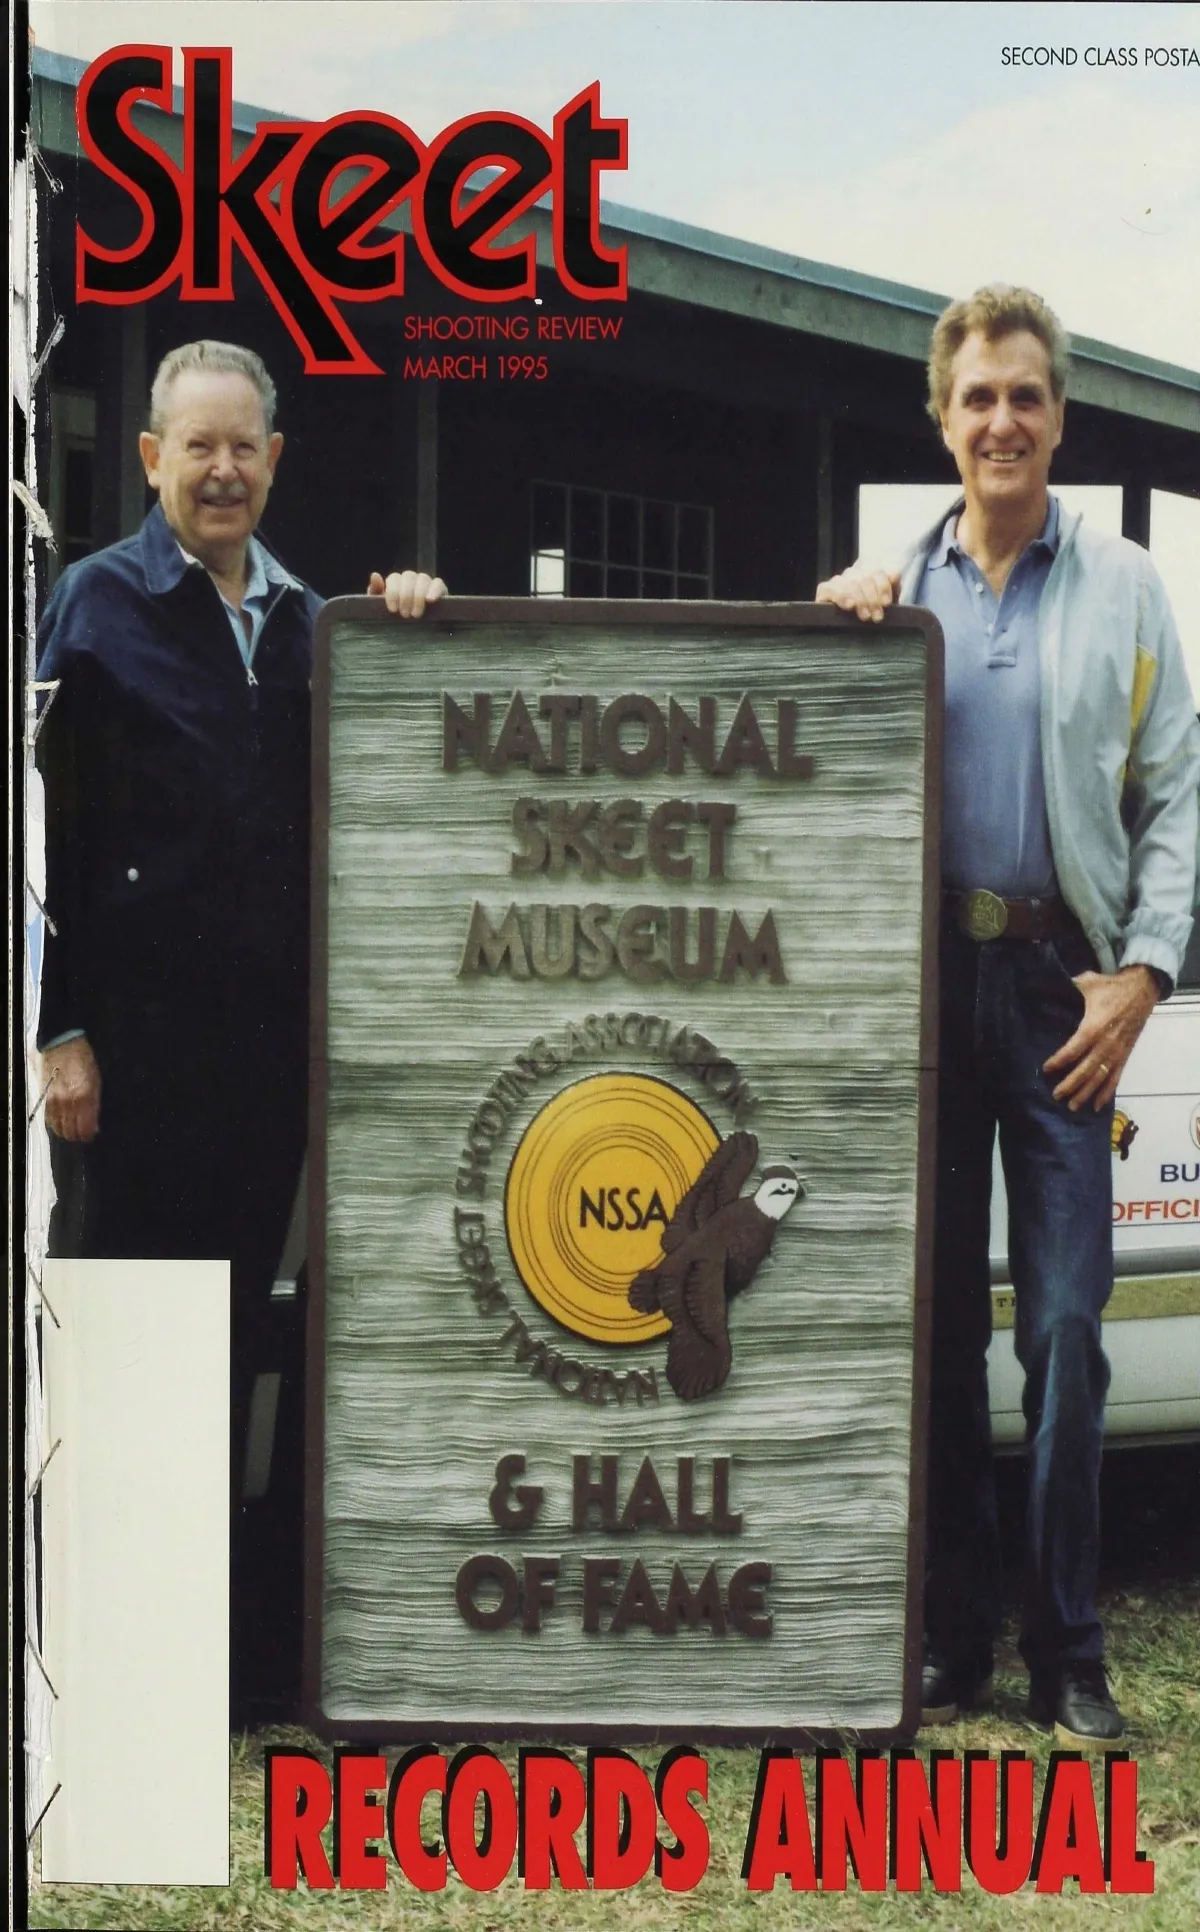 SECOND CLASS POSTA
Skeet
SHOOTING REVIEW
MARCH 1995
NATIONAL
SKEET
MUSEUM
NATIONAL SKEET SHOOTING ASSOCIATION
NSSA
BU
OFFICI
& HALL
OF FAME
RECORDS ANNUAL